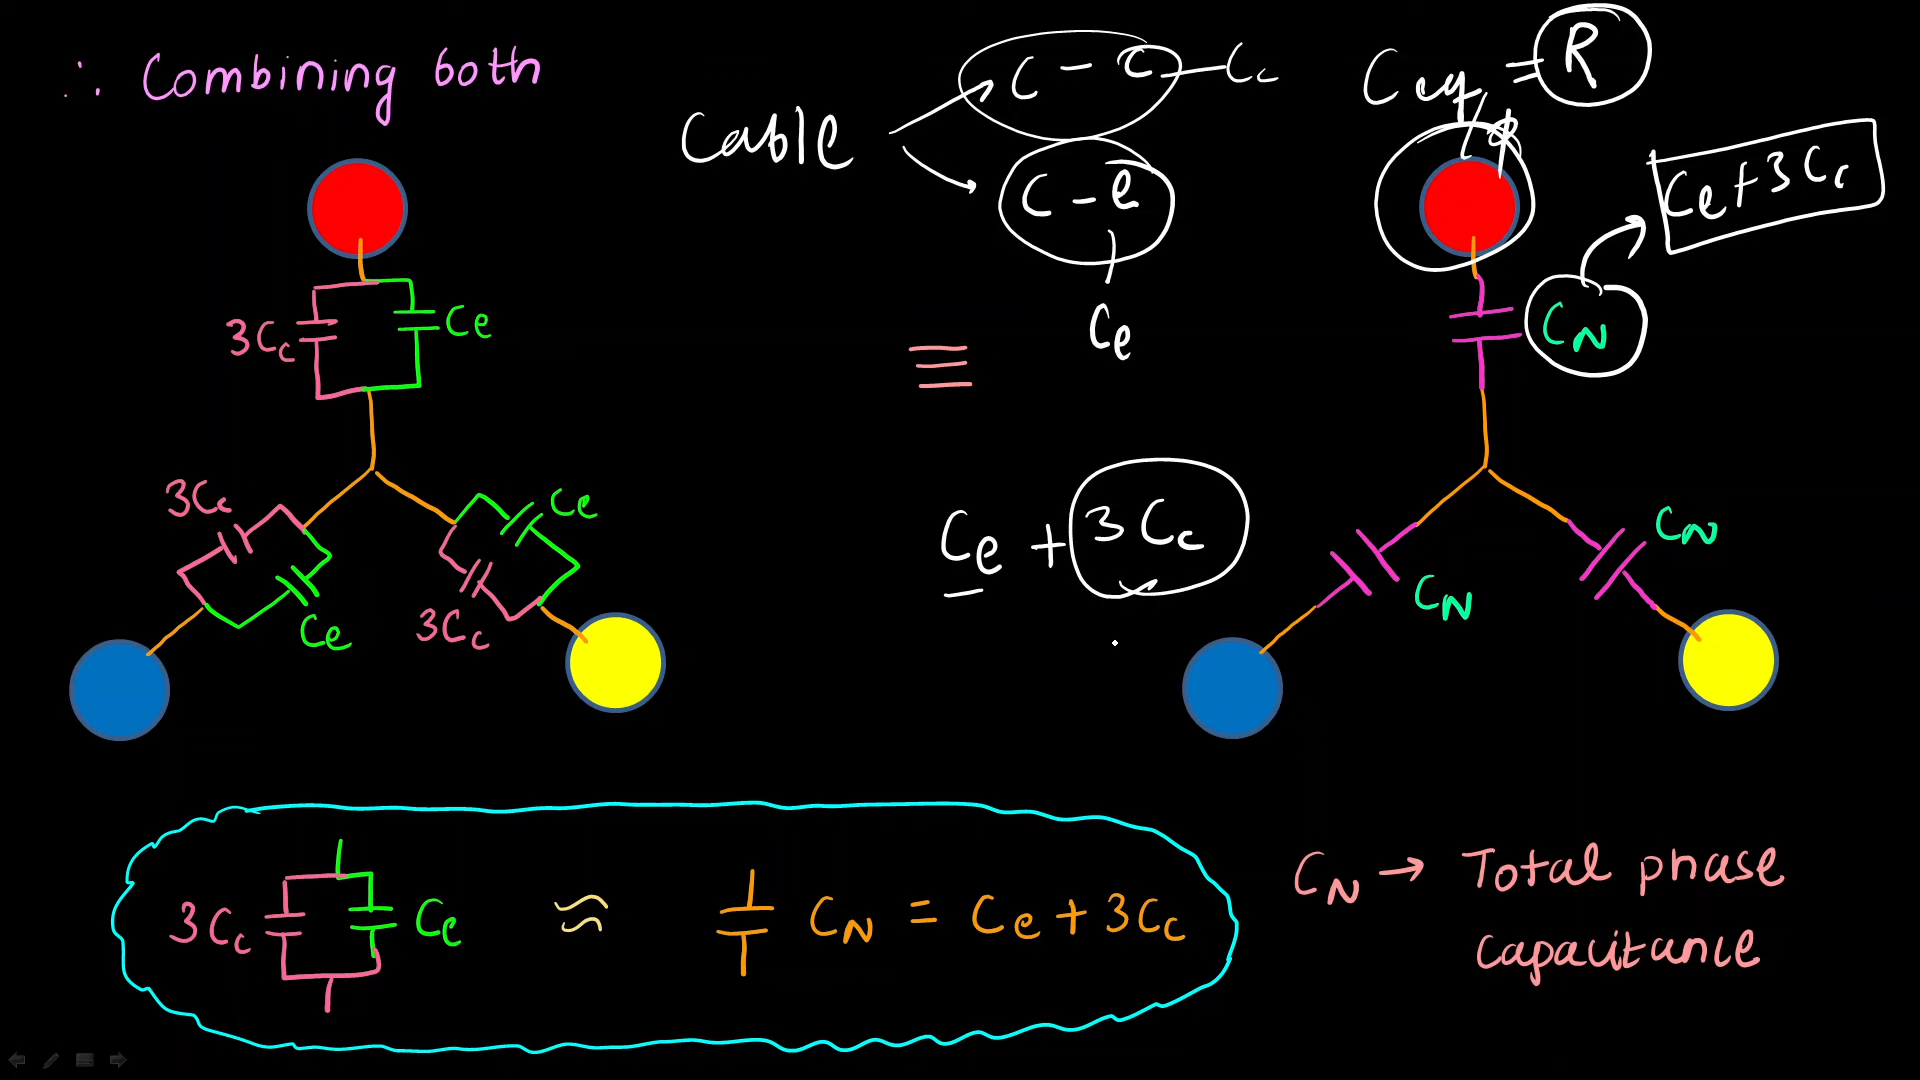 ∴ Combining both
Cable
C - C - Cc
C - e
Ce
Ceq/φ = R
Ce + 3Cc
3Cc Ce
CN
≡
3Cc Ce
Ce 3Cc
Ce + 3Cc
CN
CN
3Cc Ce ≈ CN = Ce + 3Cc
CN → Total phase
capacitance